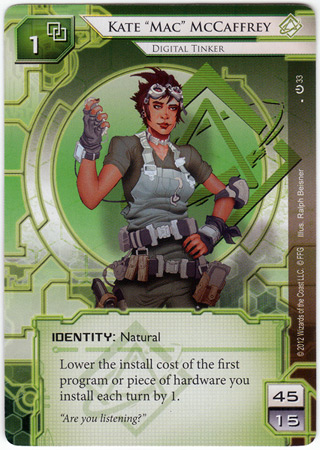 1
KATE “MAC” MCCAFFREY
DIGITAL TINKER
33
Illus. Ralph Beisner
© 2012 Wizards of the Coast LLC. © FFG
IDENTITY: Natural
Lower the install cost of the first
program or piece of hardware you
install each turn by 1.
“Are you listening?”
45
15